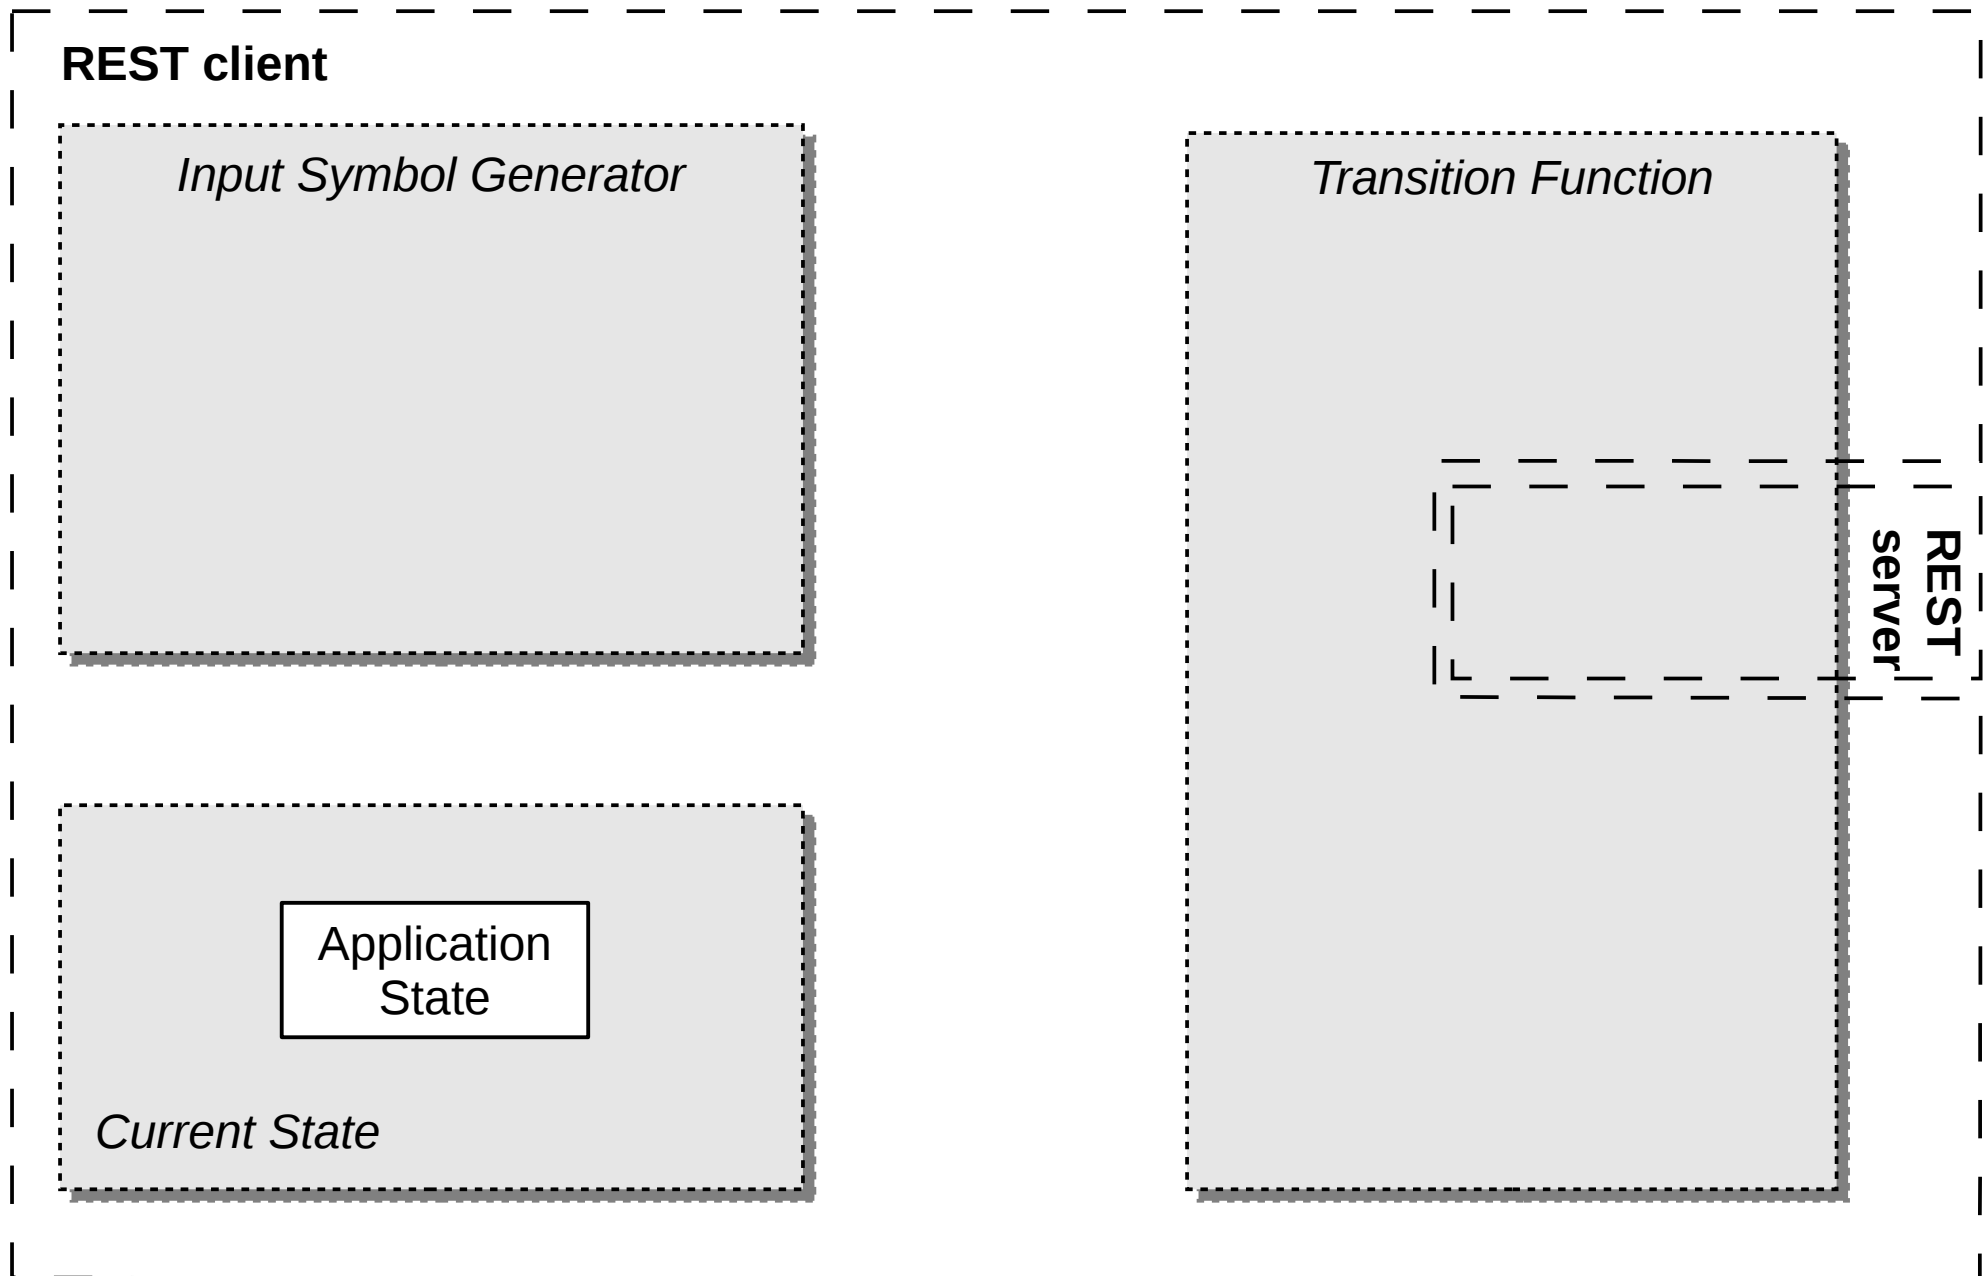 REST client
Input Symbol Generator
Transition Function
REST
server
Application
State
Current State